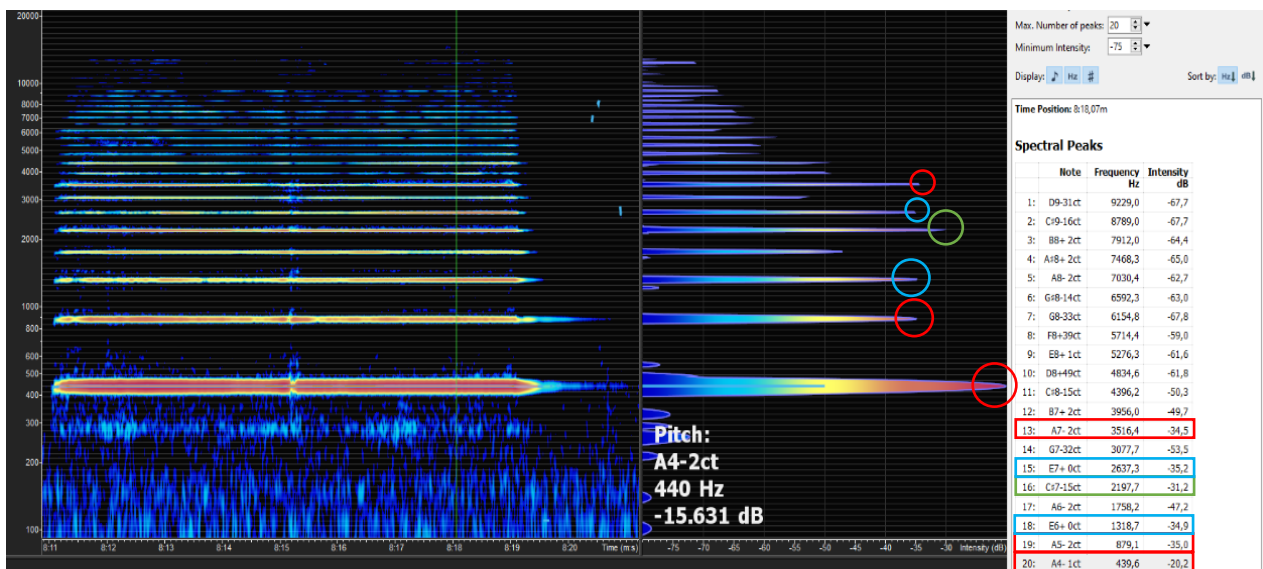 Max. Number of peaks: 20
Minimum Intensity: -75
Display: Hz Sort by: Hz dB
Time Position: 8:18,07m
Spectral Peaks
Note Frequency Hz Intensity dB
1: D9-31ct 9229,0 -67,7
2: C♯9-16ct 8789,0 -67,7
3: B8+ 2ct 7912,0 -64,4
4: A♯8+ 2ct 7468,3 -65,0
5: A8- 2ct 7030,4 -62,7
6: G♯8-14ct 6592,3 -63,0
7: G8-33ct 6154,8 -67,8
8: F8+39ct 5714,4 -59,0
9: E8+ 1ct 5276,3 -61,6
10: D8+49ct 4834,6 -61,8
11: C♯8-15ct 4396,2 -50,3
12: B7+ 2ct 3956,0 -49,7
13: A7- 2ct 3516,4 -34,5
14: G7-32ct 3077,7 -53,5
15: E7+ 0ct 2637,3 -35,2
16: C♯7-15ct 2197,7 -31,2
17: A6- 2ct 1758,2 -47,2
18: E6+ 0ct 1318,7 -34,9
19: A5- 2ct 879,1 -35,0
20: A4- 1ct 439,6 -20,2
20000
10000
8000
7000
6000
5000
4000
3000
2000
1000
800
600
500
400
300
200
100
Pitch:
A4-2ct
440 Hz
-15.631 dB
8:11 8:12 8:13 8:14 8:15 8:16 8:17 8:18 8:19 8:20 Time (m:s)
-75 -70 -65 -60 -55 -50 -45 -40 -35 -30 Intensity (dB)